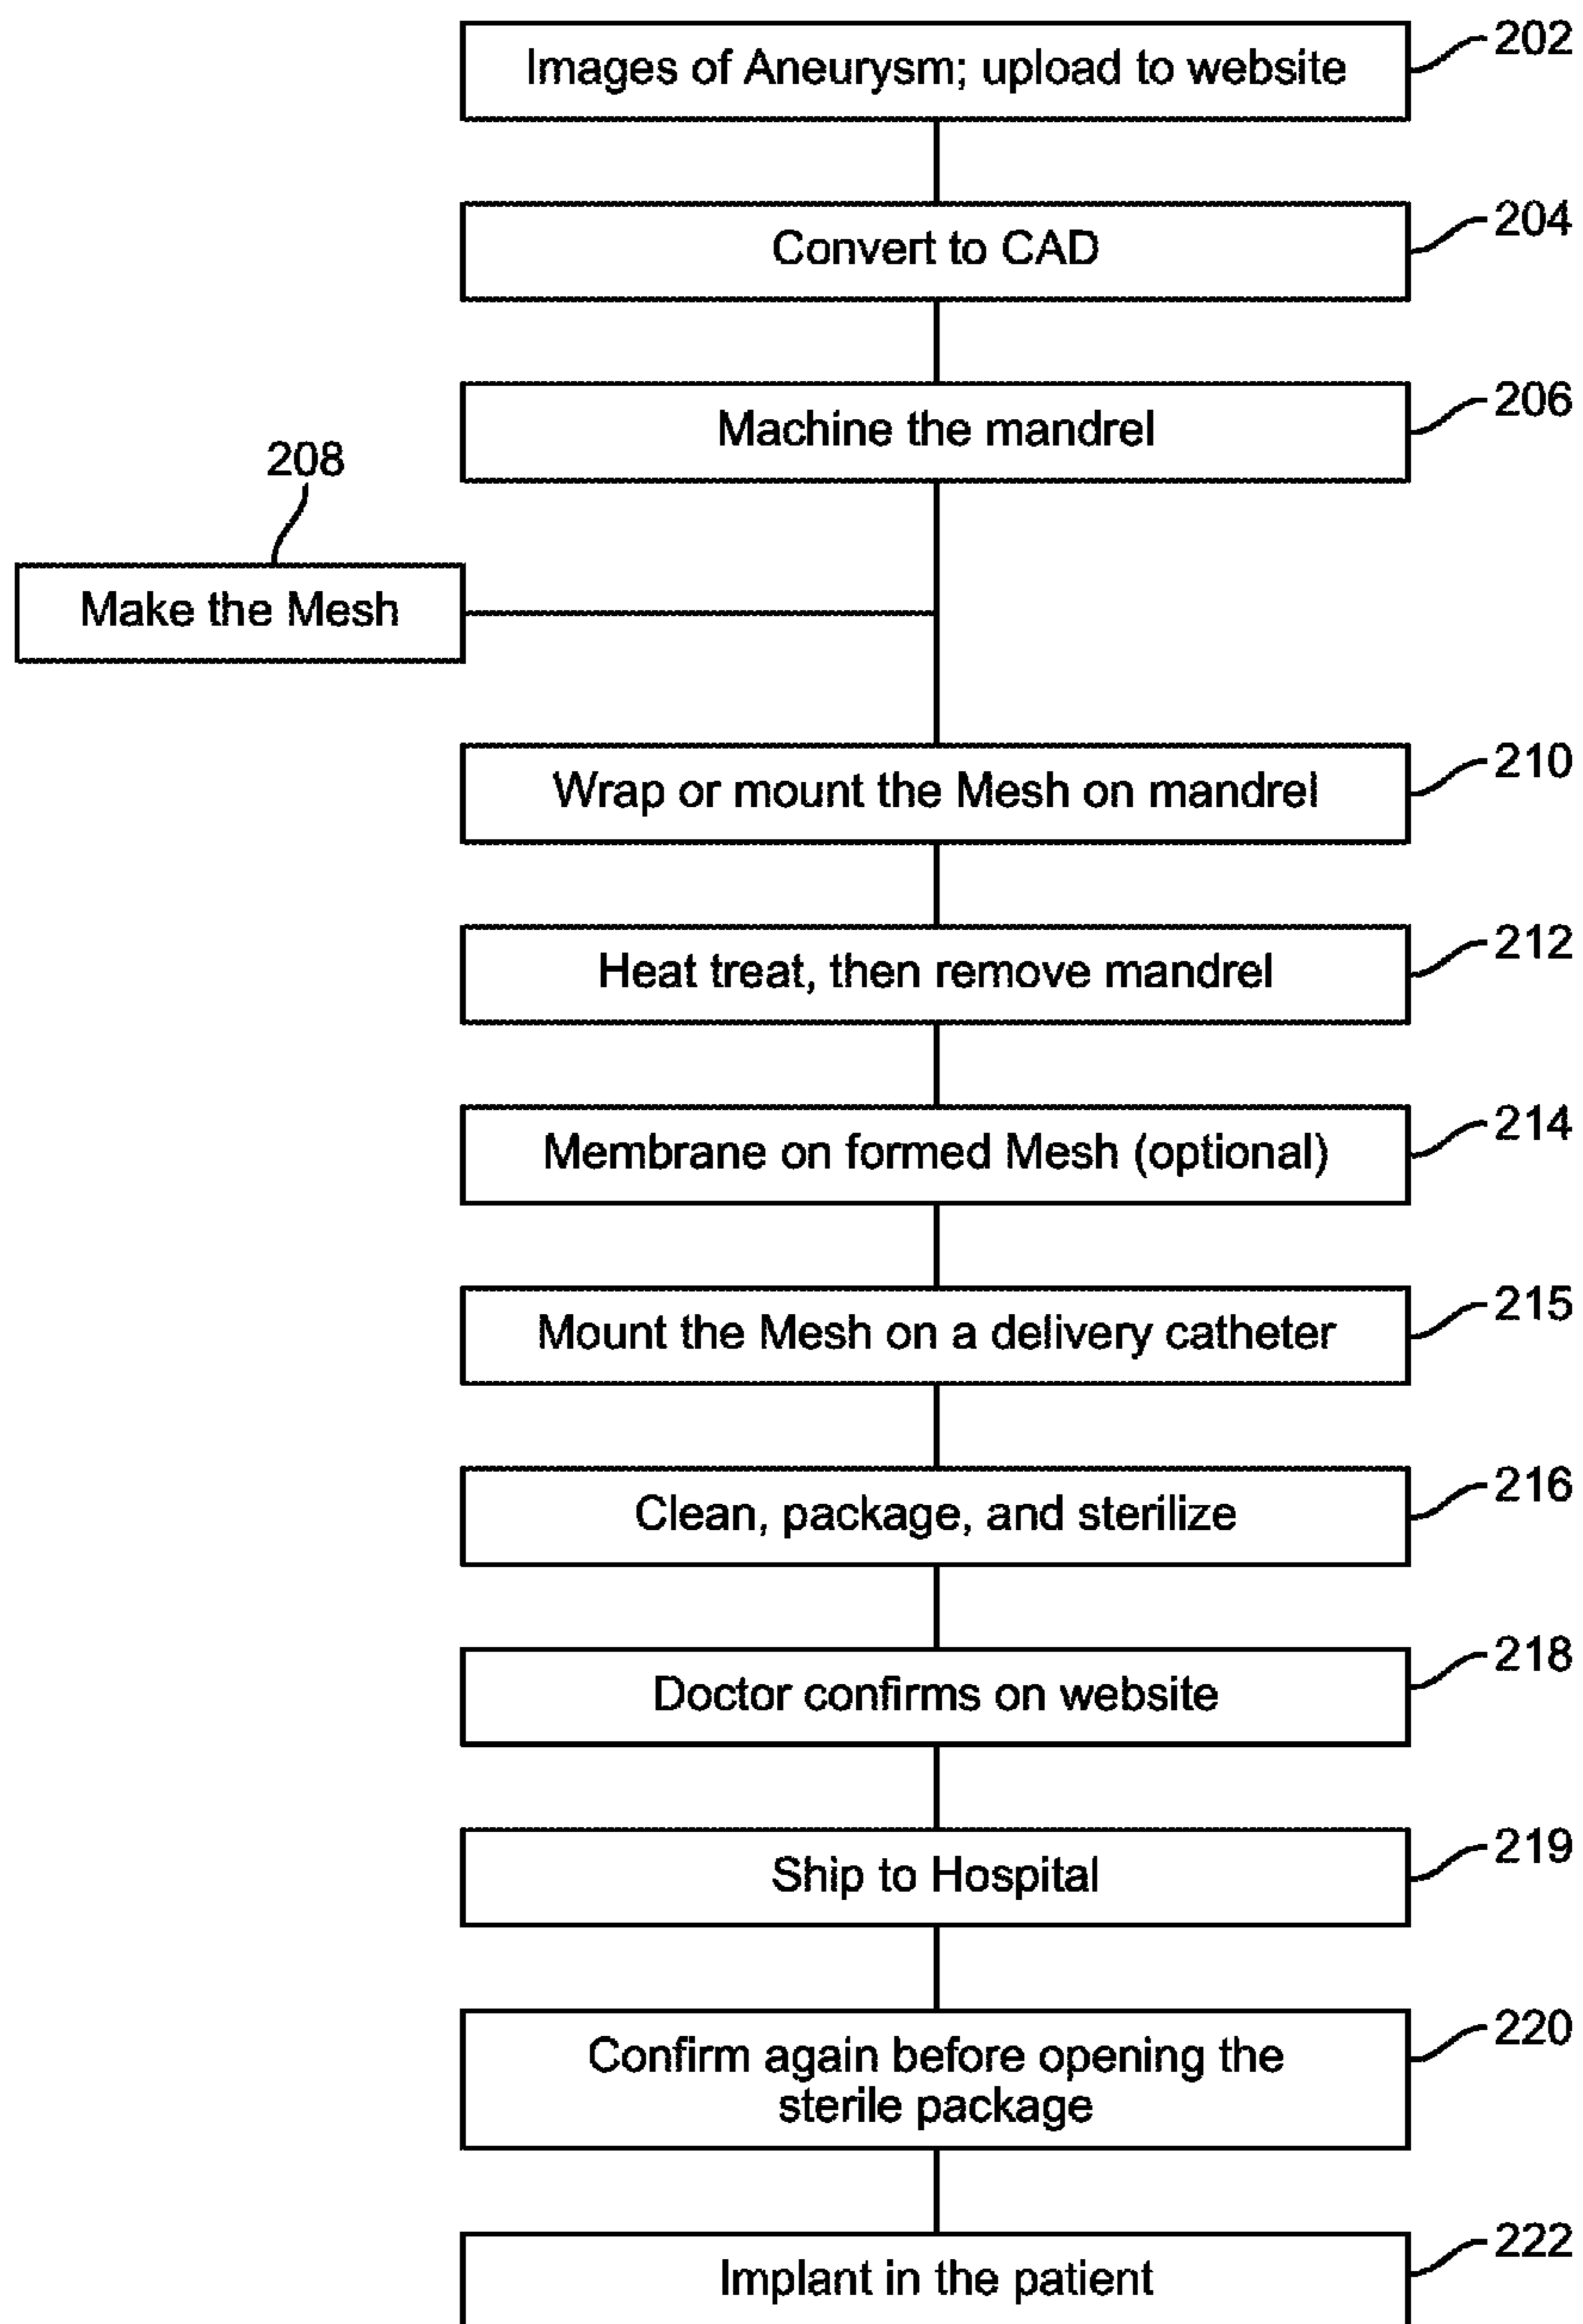 Images of Aneurysm; upload to website
202
Convert to CAD
204
Machine the mandrel
206
208
Make the Mesh
Wrap or mount the Mesh on mandrel
210
Heat treat, then remove mandrel
212
Membrane on formed Mesh (optional)
214
Mount the Mesh on a delivery catheter
215
Clean, package, and sterilize
216
Doctor confirms on website
218
Ship to Hospital
219
Confirm again before opening the
sterile package
220
Implant in the patient
222